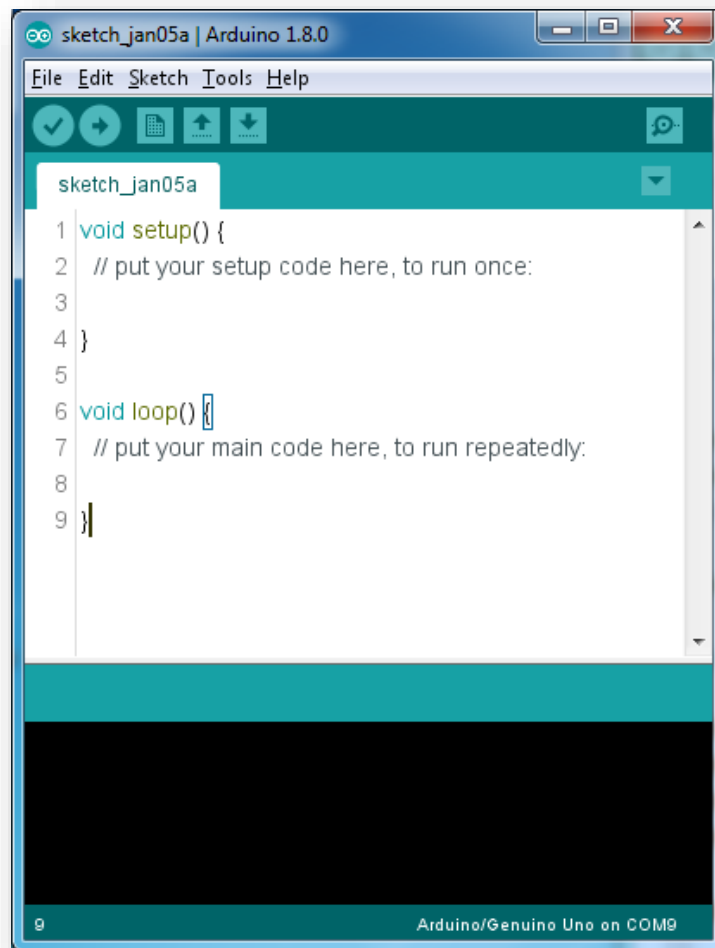 sketch_jan05a | Arduino 1.8.0
File Edit Sketch Tools Help
sketch_jan05a
1 void setup() {
2 // put your setup code here, to run once:
3
4 }
5
6 void loop() {
7 // put your main code here, to run repeatedly:
8
9 }
9 Arduino/Genuino Uno on COM9